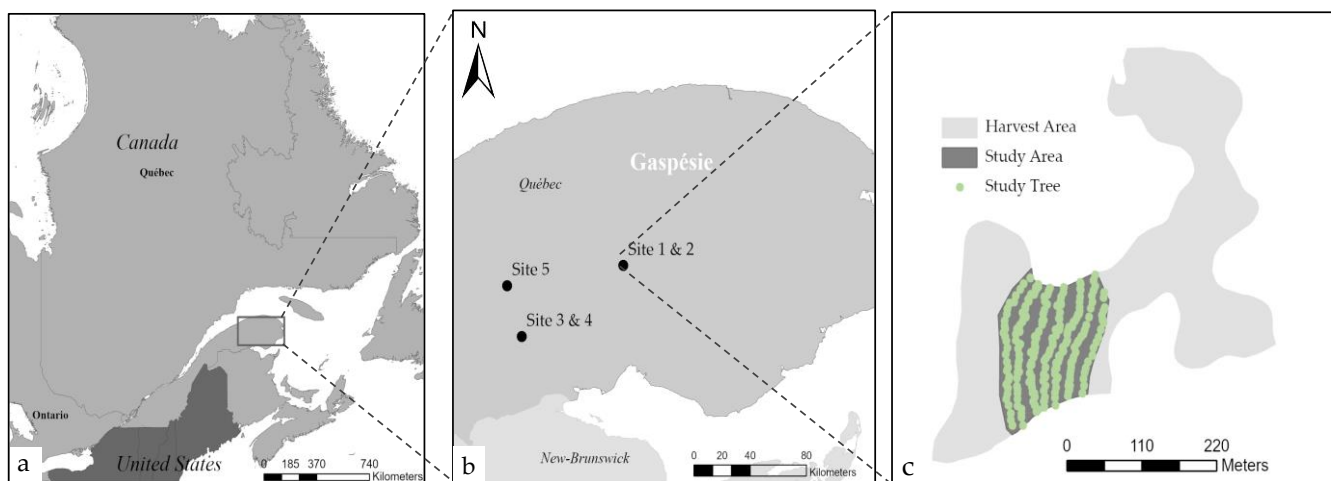 Canada
Québec
Ontario
United States
0 185 370 740
Kilometers
a
N
Gaspésie
Québec
Site 1 & 2
Site 5
Site 3 & 4
New-Brunswick
0 20 40 80
Kilometers
b
Harvest Area
Study Area
Study Tree
0 110 220
Meters
c